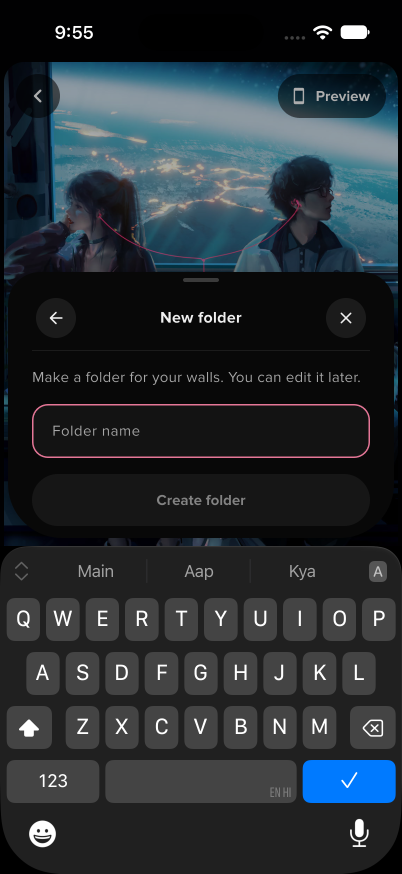 9:55
Preview
New folder
Make a folder for your walls. You can edit it later.
Folder name
Create folder
Main Aap Kya A
Q W E R T Y U I O P
A S D F G H J K L
Z X C V B N M
123 EN HI